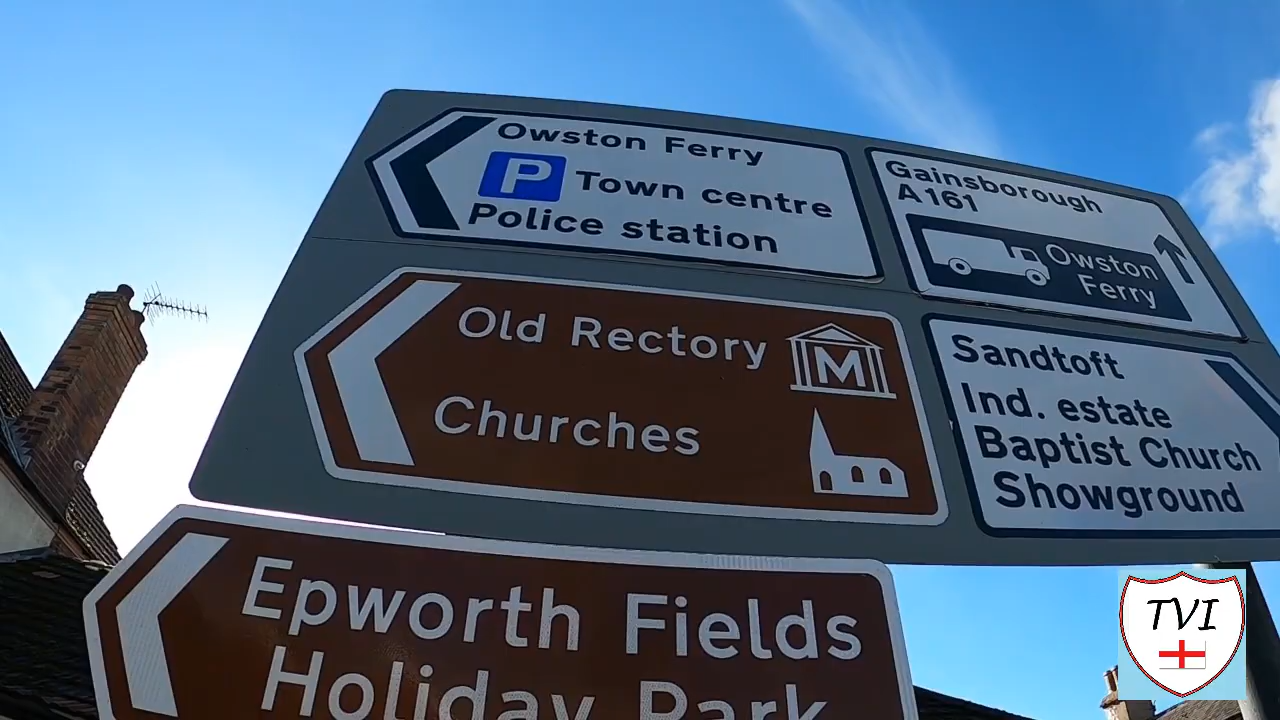 Owston Ferry
P Town centre
Police station
Gainsborough
A161
Owston
Ferry
Old Rectory
M
Churches
Sandtoft
Ind. estate
Baptist Church
Showground
Epworth Fields
Holiday Park
TVI